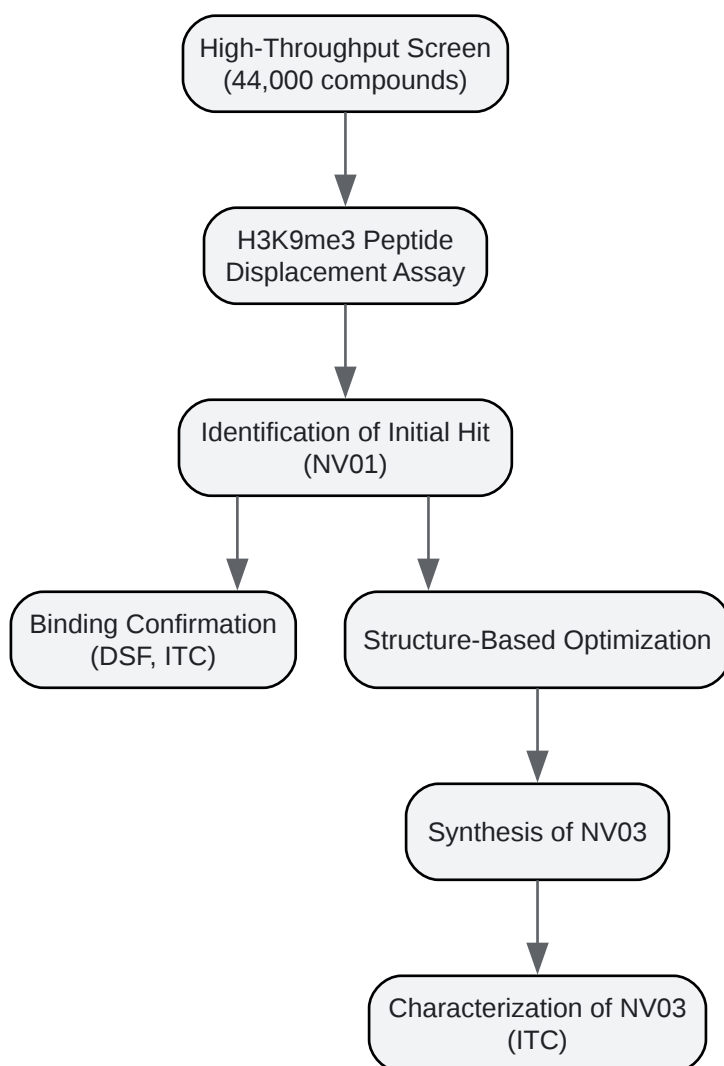 High-Throughput Screen
(44,000 compounds)
H3K9me3 Peptide
Displacement Assay
Identification of Initial Hit
(NV01)
Binding Confirmation
(DSF, ITC)
Structure-Based Optimization
Synthesis of NV03
Characterization of NV03
(ITC)